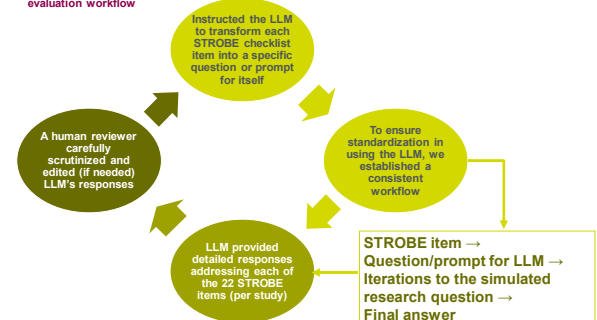 evaluation workflow
Instructed the LLM
to transform each
STROBE checklist
item into a specific
question or prompt
for itself
To ensure
standardization in
using the LLM, we
established a
consistent
workflow
STROBE item →
Question/prompt for LLM →
Iterations to the simulated
research question →
Final answer
LLM provided
detailed responses
addressing each of
the 22 STROBE
items (per study)
A human reviewer
carefully
scrutinized and
edited (if needed)
LLM's responses